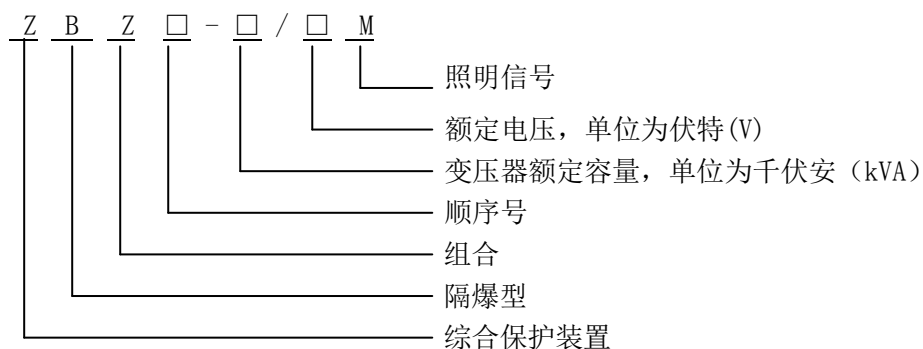 Z B Z □ - □ / □ M
照明信号
额定电压，单位为伏特(V)
变压器额定容量，单位为千伏安（kVA）
顺序号
组合
隔爆型
综合保护装置